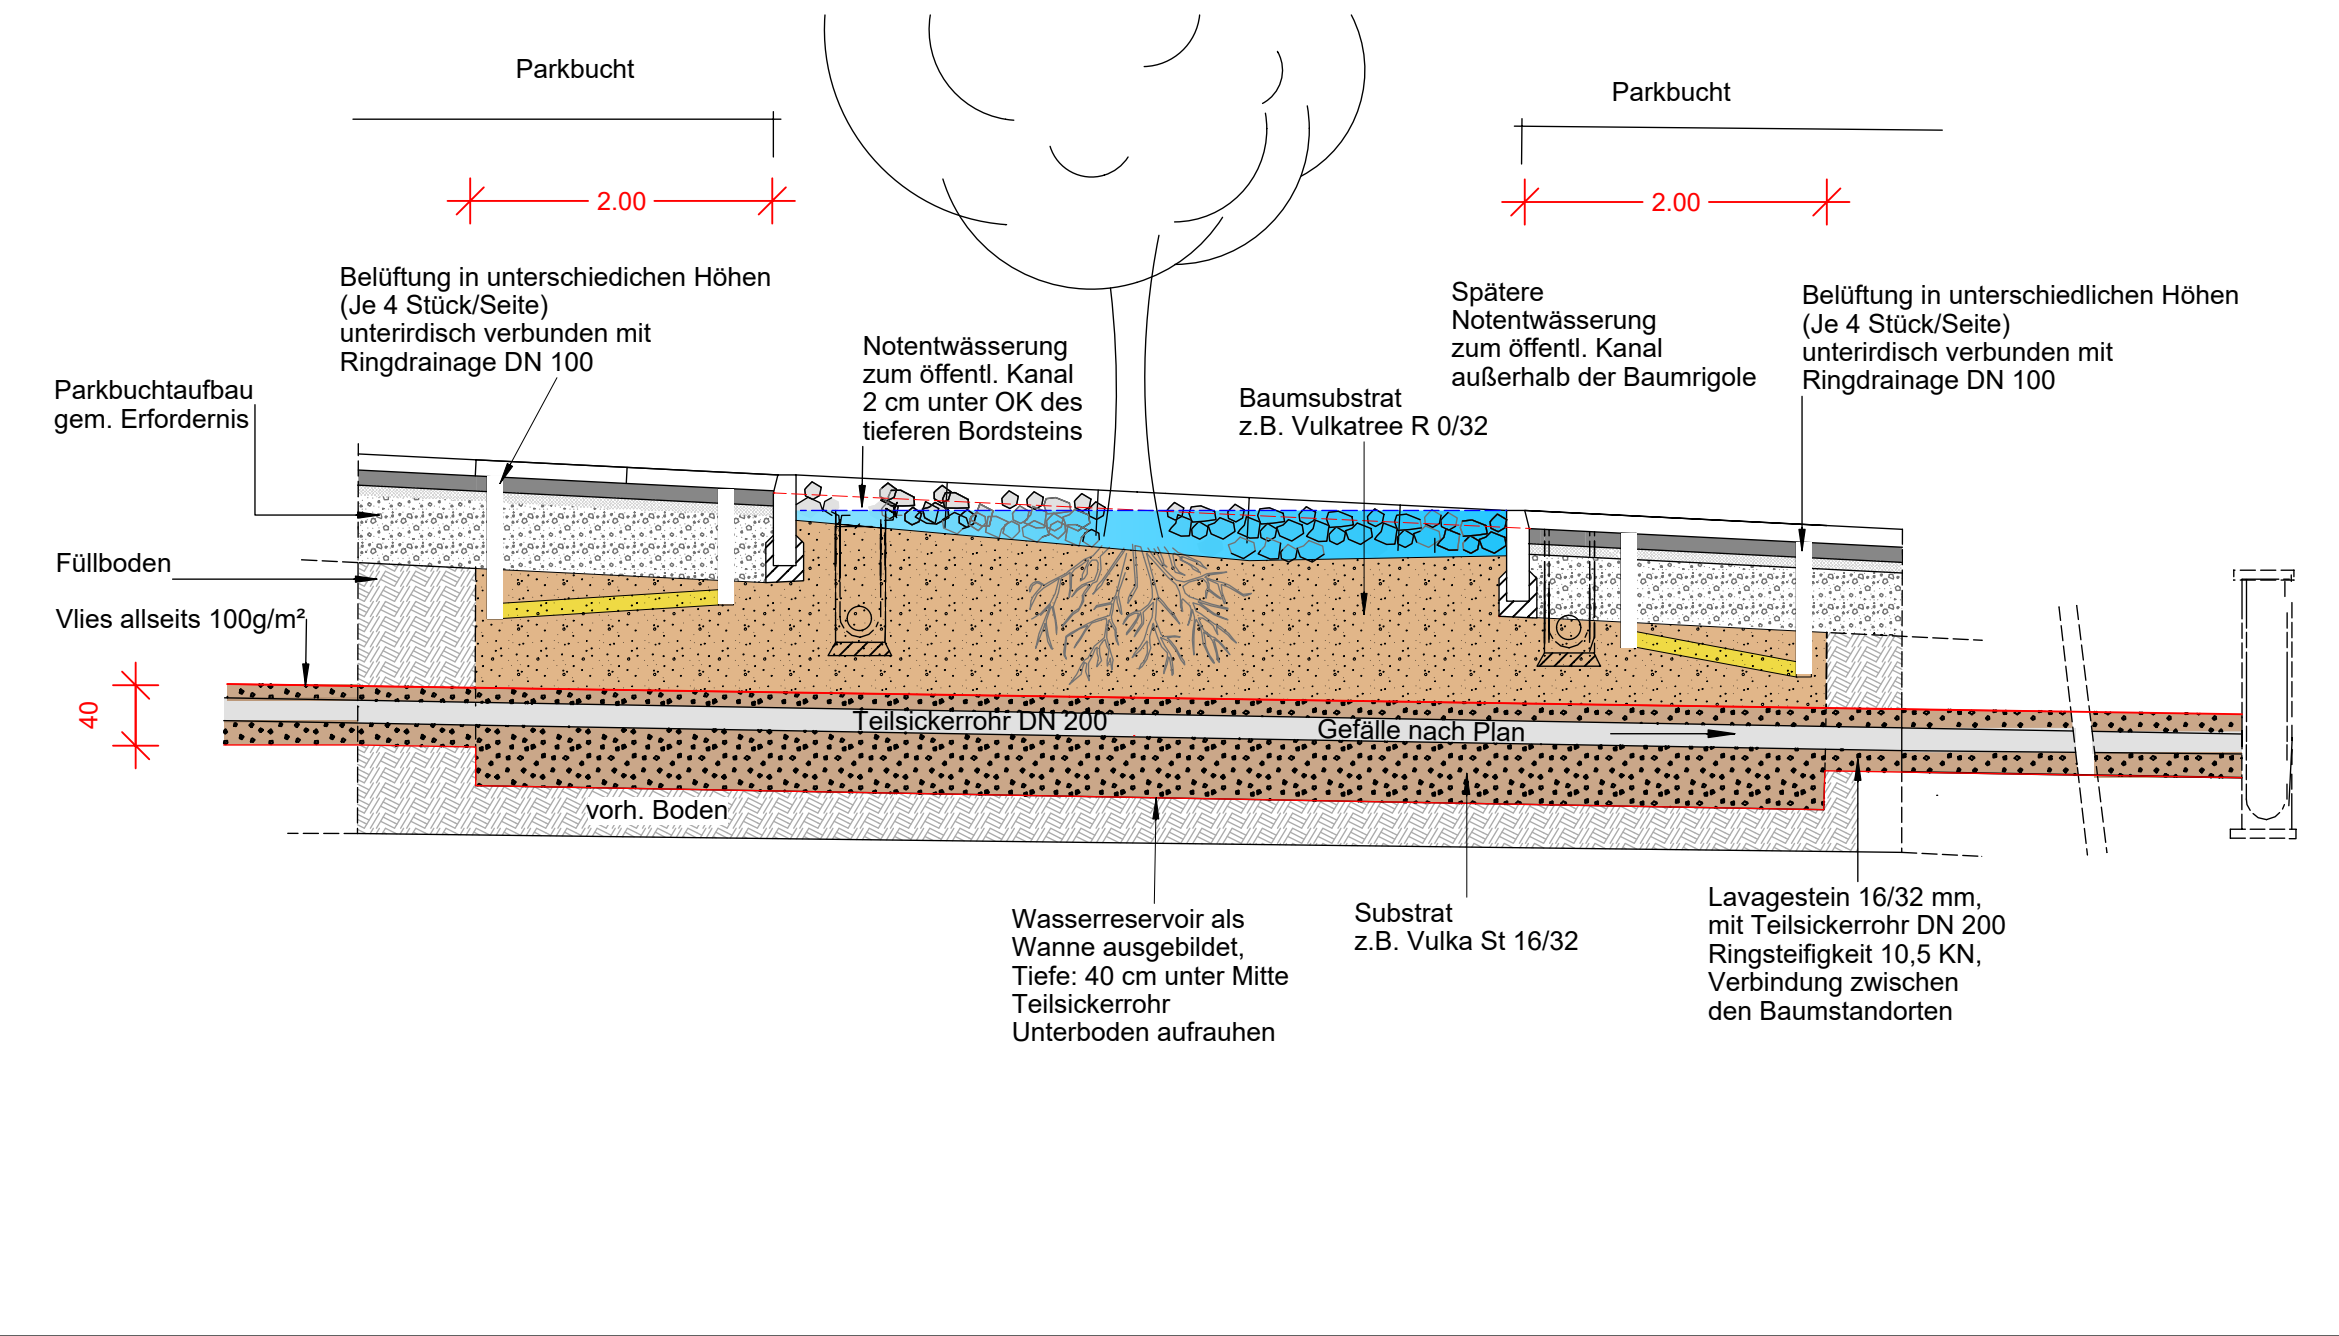 Parkbucht
Parkbucht
2.00
2.00
Belüftung in unterschiedichen Höhen
(Je 4 Stück/Seite)
unterirdisch verbunden mit
Ringdrainage DN 100
Spätere
Notentwässerung
zum öffentl. Kanal
außerhalb der Baumrigole
Belüftung in unterschiedlichen Höhen
(Je 4 Stück/Seite)
unterirdisch verbunden mit
Ringdrainage DN 100
Notentwässerung
zum öffentl. Kanal
2 cm unter OK des
tieferen Bordsteins
Parkbuchtaufbau
gem. Erfordernis
Baumsubstrat
z.B. Vulkatree R 0/32
Füllboden
Vlies allseits 100g/m²
40
Teilsickerrohr DN 200
Gefälle nach Plan
vorh. Boden
Wasserreservoir als
Wanne ausgebildet,
Tiefe: 40 cm unter Mitte
Teilsickerrohr
Unterboden aufrauhen
Substrat
z.B. Vulka St 16/32
Lavagestein 16/32 mm,
mit Teilsickerrohr DN 200
Ringsteifigkeit 10,5 KN,
Verbindung zwischen
den Baumstandorten